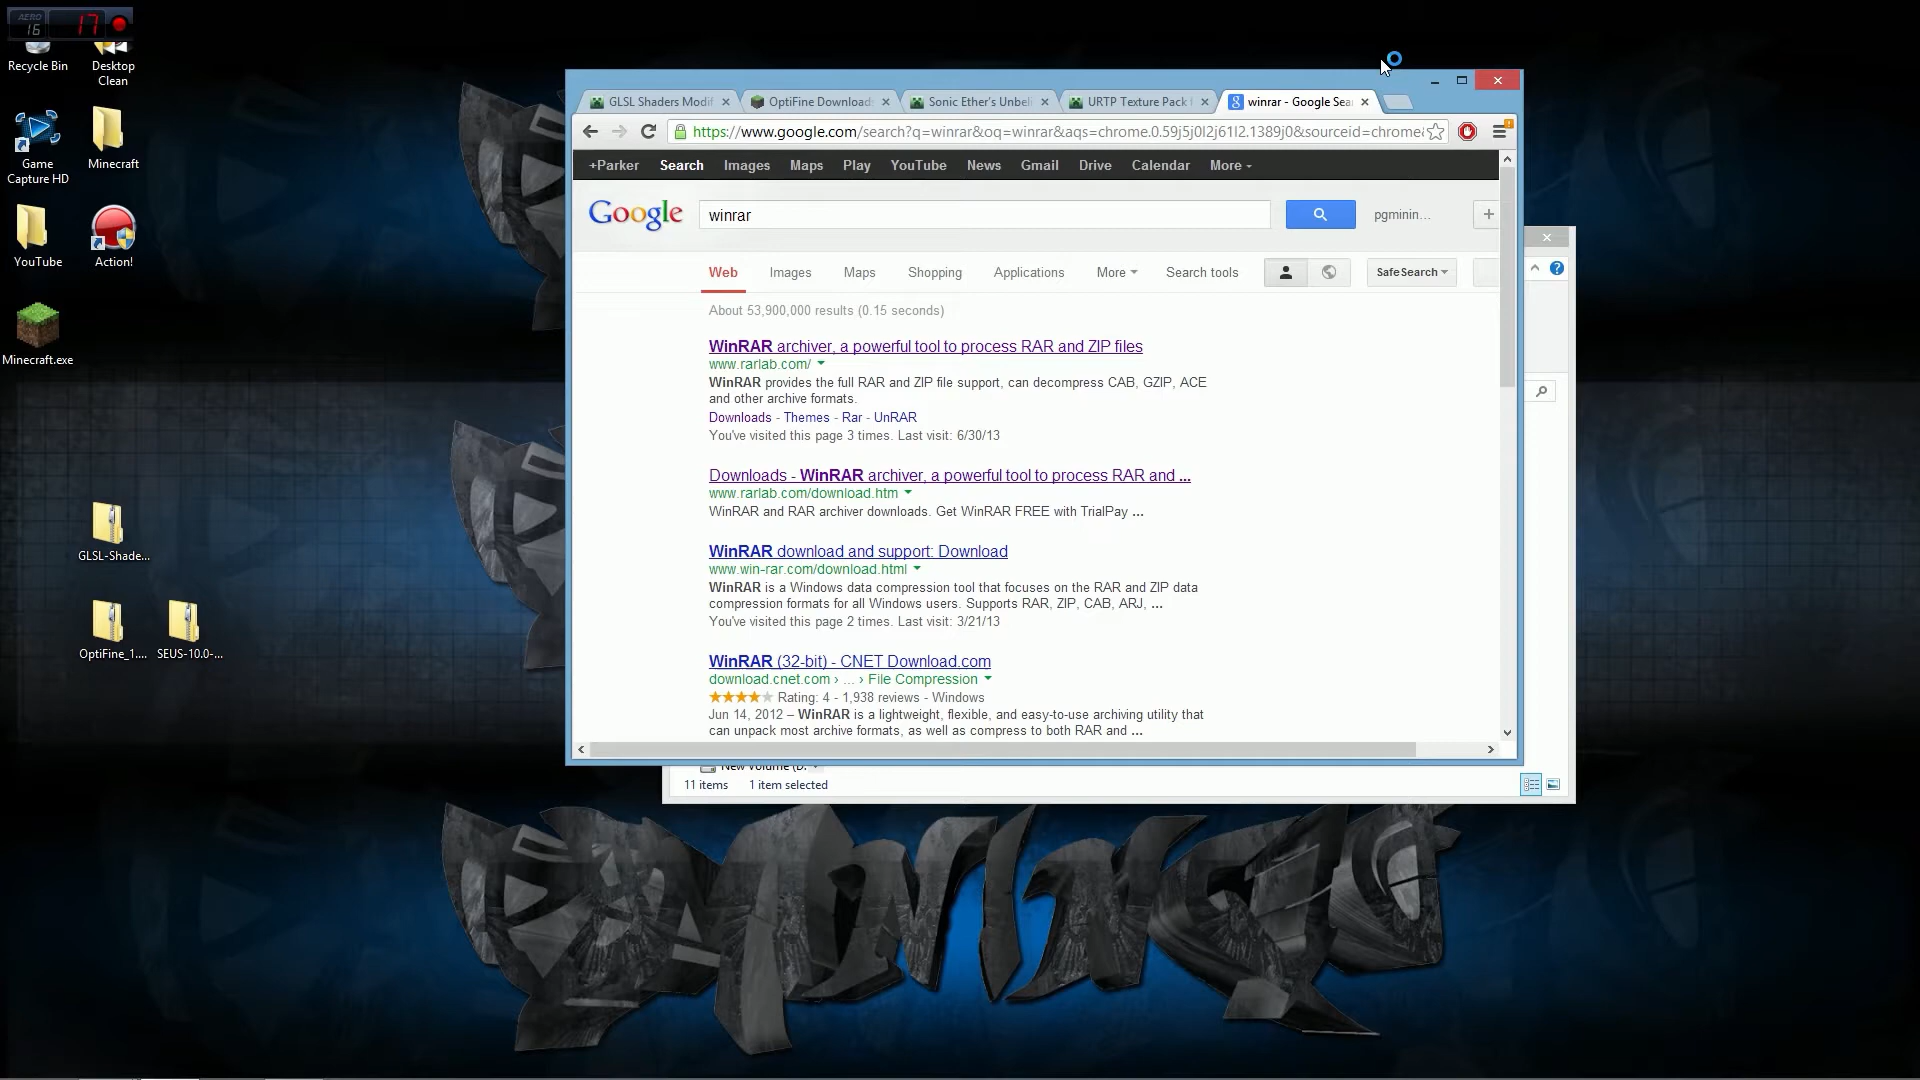 AERO
16
17
Recycle Bin
Desktop
Clean
Game
Capture HD
Minecraft
YouTube
Action!
Minecraft.exe
GLSL-Shade...
OptiFine_1....
SEUS-10.0-...
GLSL Shaders Modif
OptiFine Downloads
Sonic Ether's Unbeli
URTP Texture Pack f
winrar - Google Sea
https://www.google.com/search?q=winrar&oq=winrar&aqs=chrome.0.59j5j0l2j61l2.1389j0&sourceid=chrome&
+Parker Search Images Maps Play YouTube News Gmail Drive Calendar More
Google
winrar
pgminin...
Web Images Maps Shopping Applications More Search tools
SafeSearch
About 53,900,000 results (0.15 seconds)
WinRAR archiver, a powerful tool to process RAR and ZIP files
www.rarlab.com/
WinRAR provides the full RAR and ZIP file support, can decompress CAB, GZIP, ACE
and other archive formats.
Downloads - Themes - Rar - UnRAR
You've visited this page 3 times. Last visit: 6/30/13
Downloads - WinRAR archiver, a powerful tool to process RAR and ...
www.rarlab.com/download.htm
WinRAR and RAR archiver downloads. Get WinRAR FREE with TrialPay ...
WinRAR download and support: Download
www.win-rar.com/download.html
WinRAR is a Windows data compression tool that focuses on the RAR and ZIP data
compression formats for all Windows users. Supports RAR, ZIP, CAB, ARJ, ...
You've visited this page 2 times. Last visit: 3/21/13
WinRAR (32-bit) - CNET Download.com
download.cnet.com › ... › File Compression
Rating: 4 - 1,938 reviews - Windows
Jun 14, 2012 – WinRAR is a lightweight, flexible, and easy-to-use archiving utility that
can unpack most archive formats, as well as compress to both RAR and ...
New Volume (D:
11 items 1 item selected